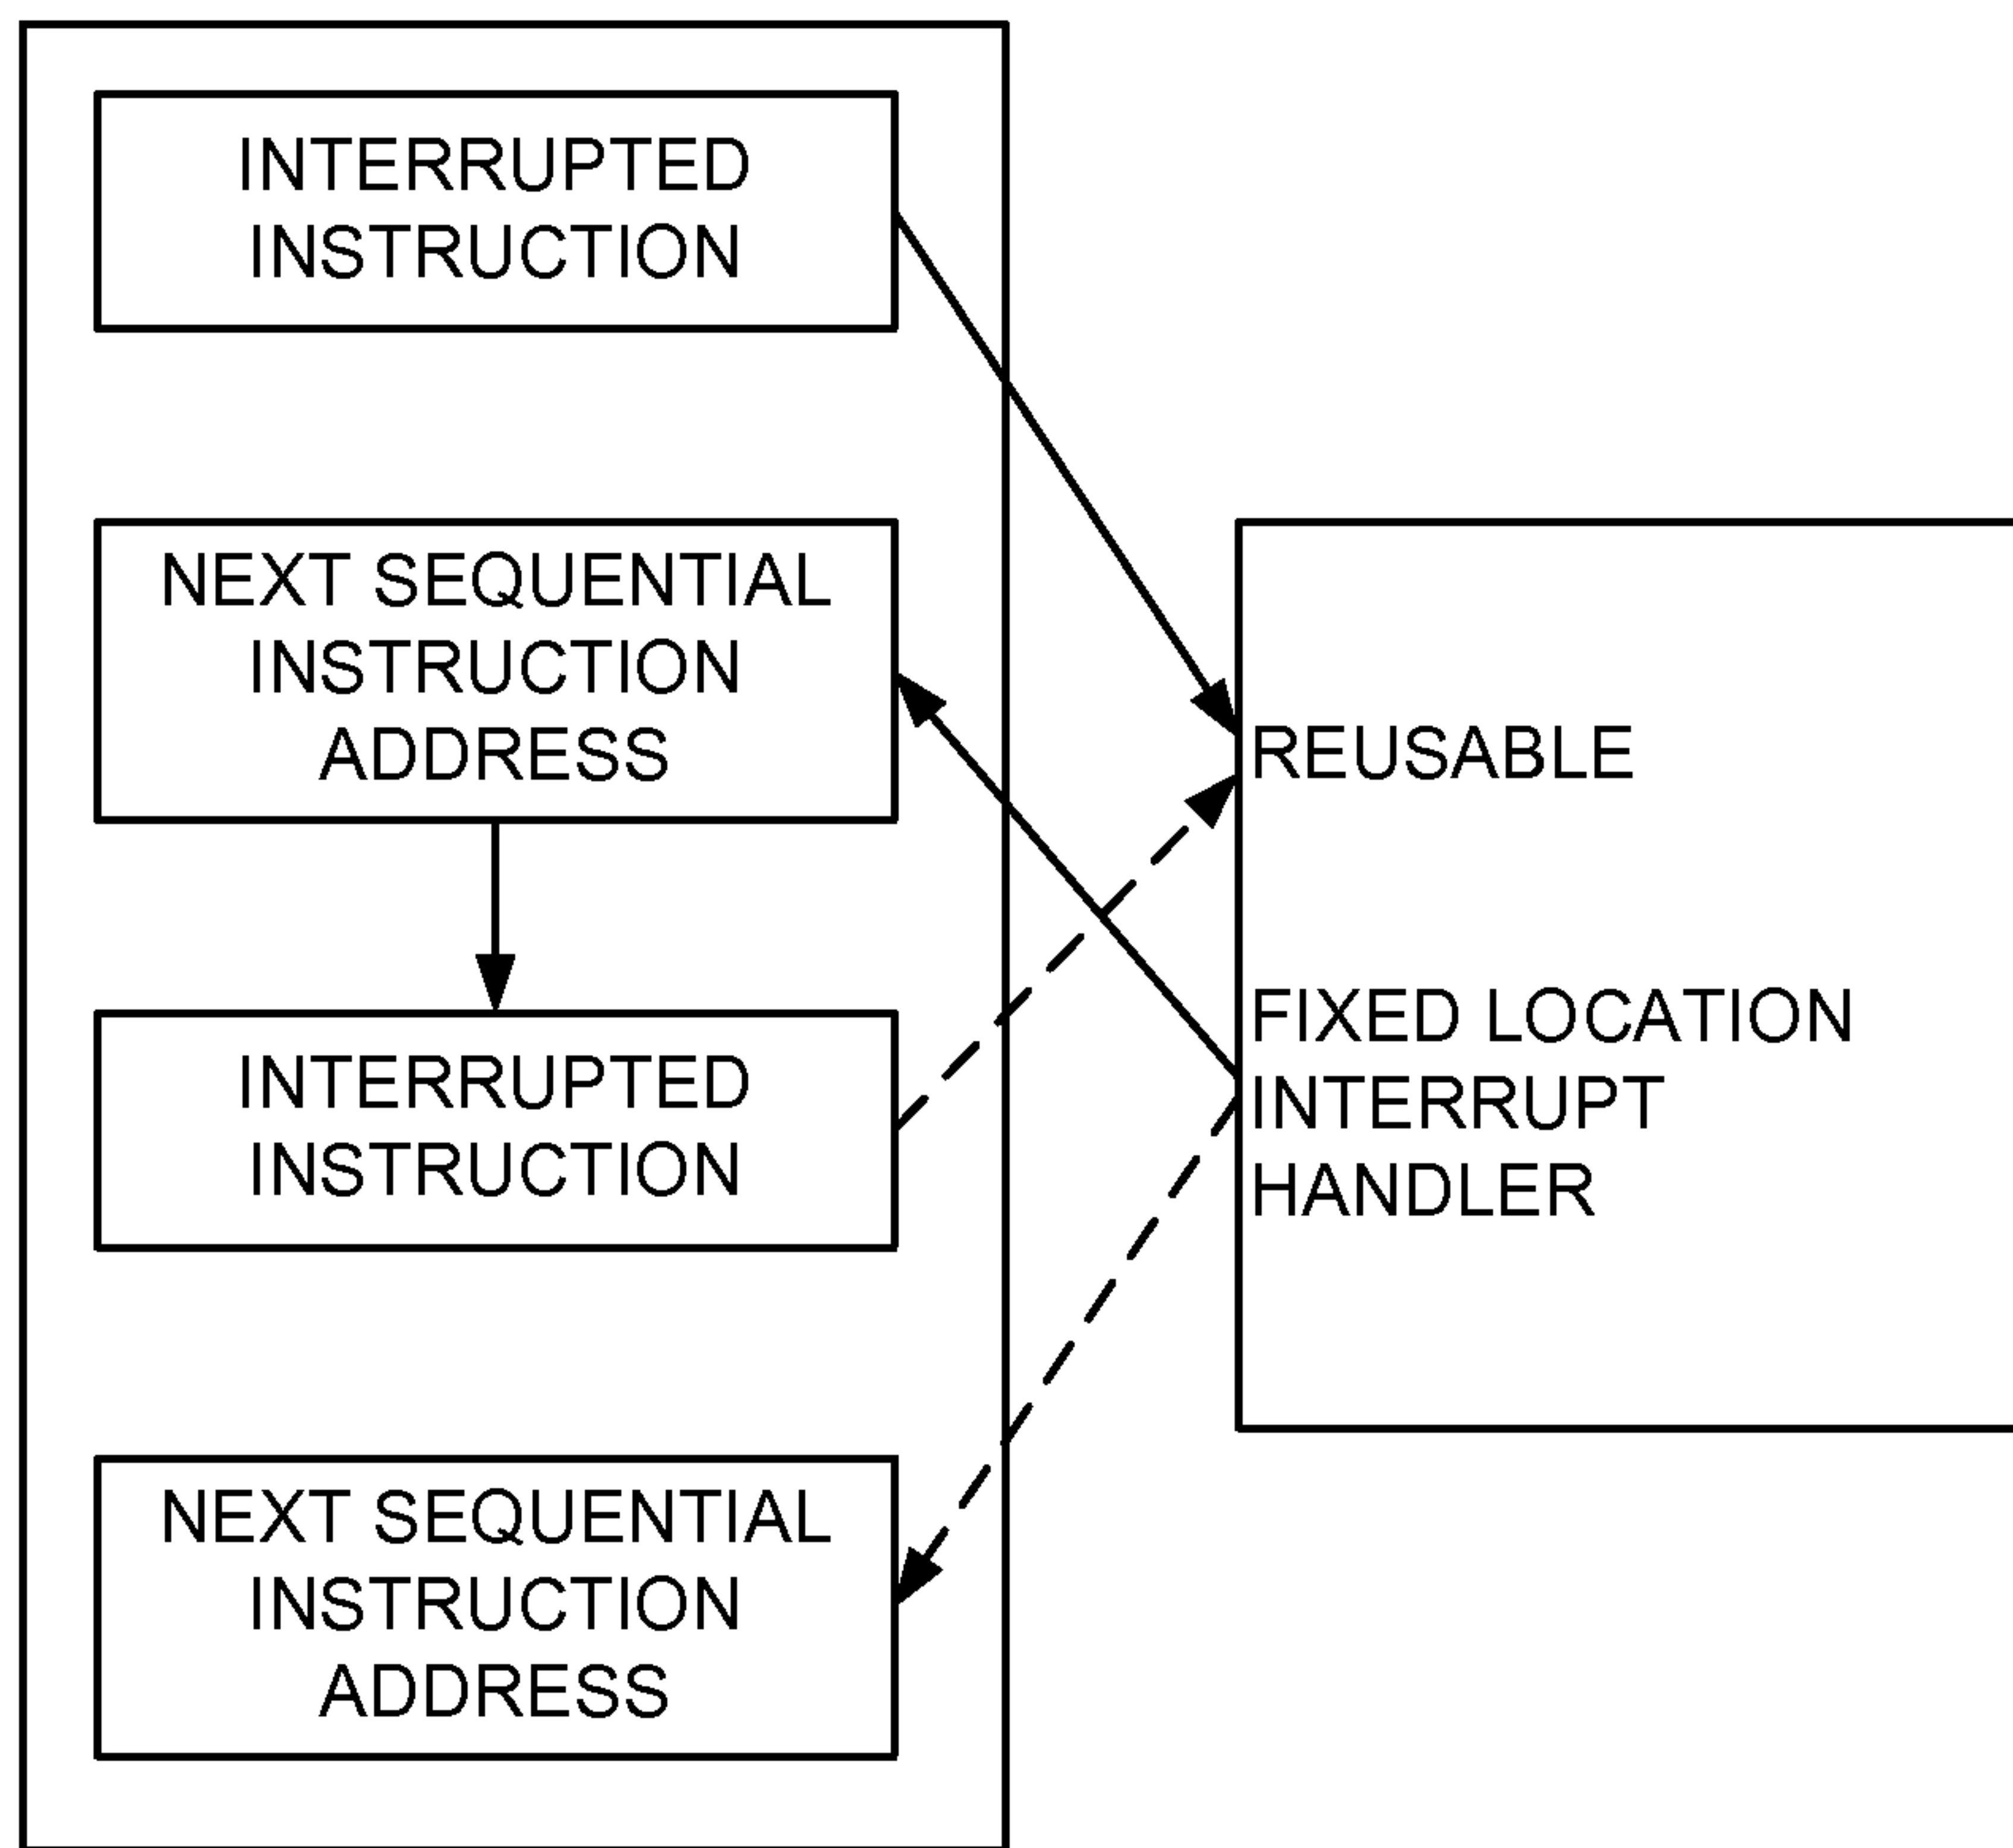 INTERRUPTED
INSTRUCTION
NEXT SEQUENTIAL
INSTRUCTION
ADDRESS
INTERRUPTED
INSTRUCTION
NEXT SEQUENTIAL
INSTRUCTION
ADDRESS
REUSABLE
FIXED LOCATION
INTERRUPT
HANDLER